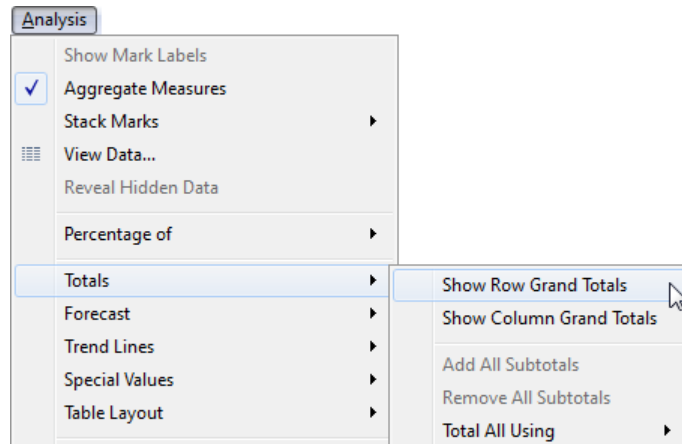 Analysis
Show Mark Labels
Aggregate Measures
Stack Marks
View Data...
Reveal Hidden Data
Percentage of
Totals
Forecast
Trend Lines
Special Values
Table Layout
Show Row Grand Totals
Show Column Grand Totals
Add All Subtotals
Remove All Subtotals
Total All Using